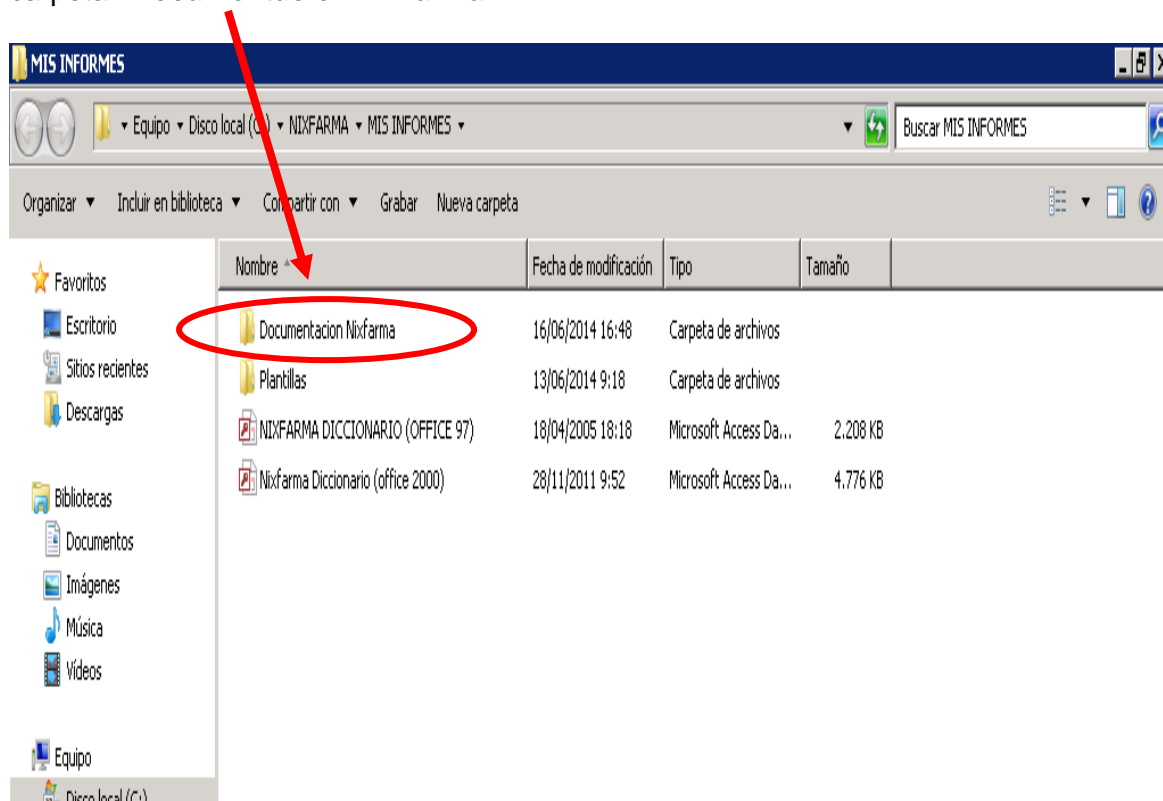 MIS INFORMES
Equipo Disco local (C:) NIXFARMA MIS INFORMES
Buscar MIS INFORMES
Organizar Incluir en biblioteca Compartir con Grabar Nueva carpeta
Nombre Fecha de modificación Tipo Tamaño
Favoritos
Escritorio
Sitios recientes
Descargas
Bibliotecas
Documentos
Imágenes
Música
Vídeos
Equipo
Disco local (C:)
Documentacion Nixfarma 16/06/2014 16:48 Carpeta de archivos
Plantillas 13/06/2014 9:18 Carpeta de archivos
NIXFARMA DICCIONARIO (OFFICE 97) 18/04/2005 18:18 Microsoft Access Da... 2.208 KB
Nixfarma Diccionario (office 2000) 28/11/2011 9:52 Microsoft Access Da... 4.776 KB